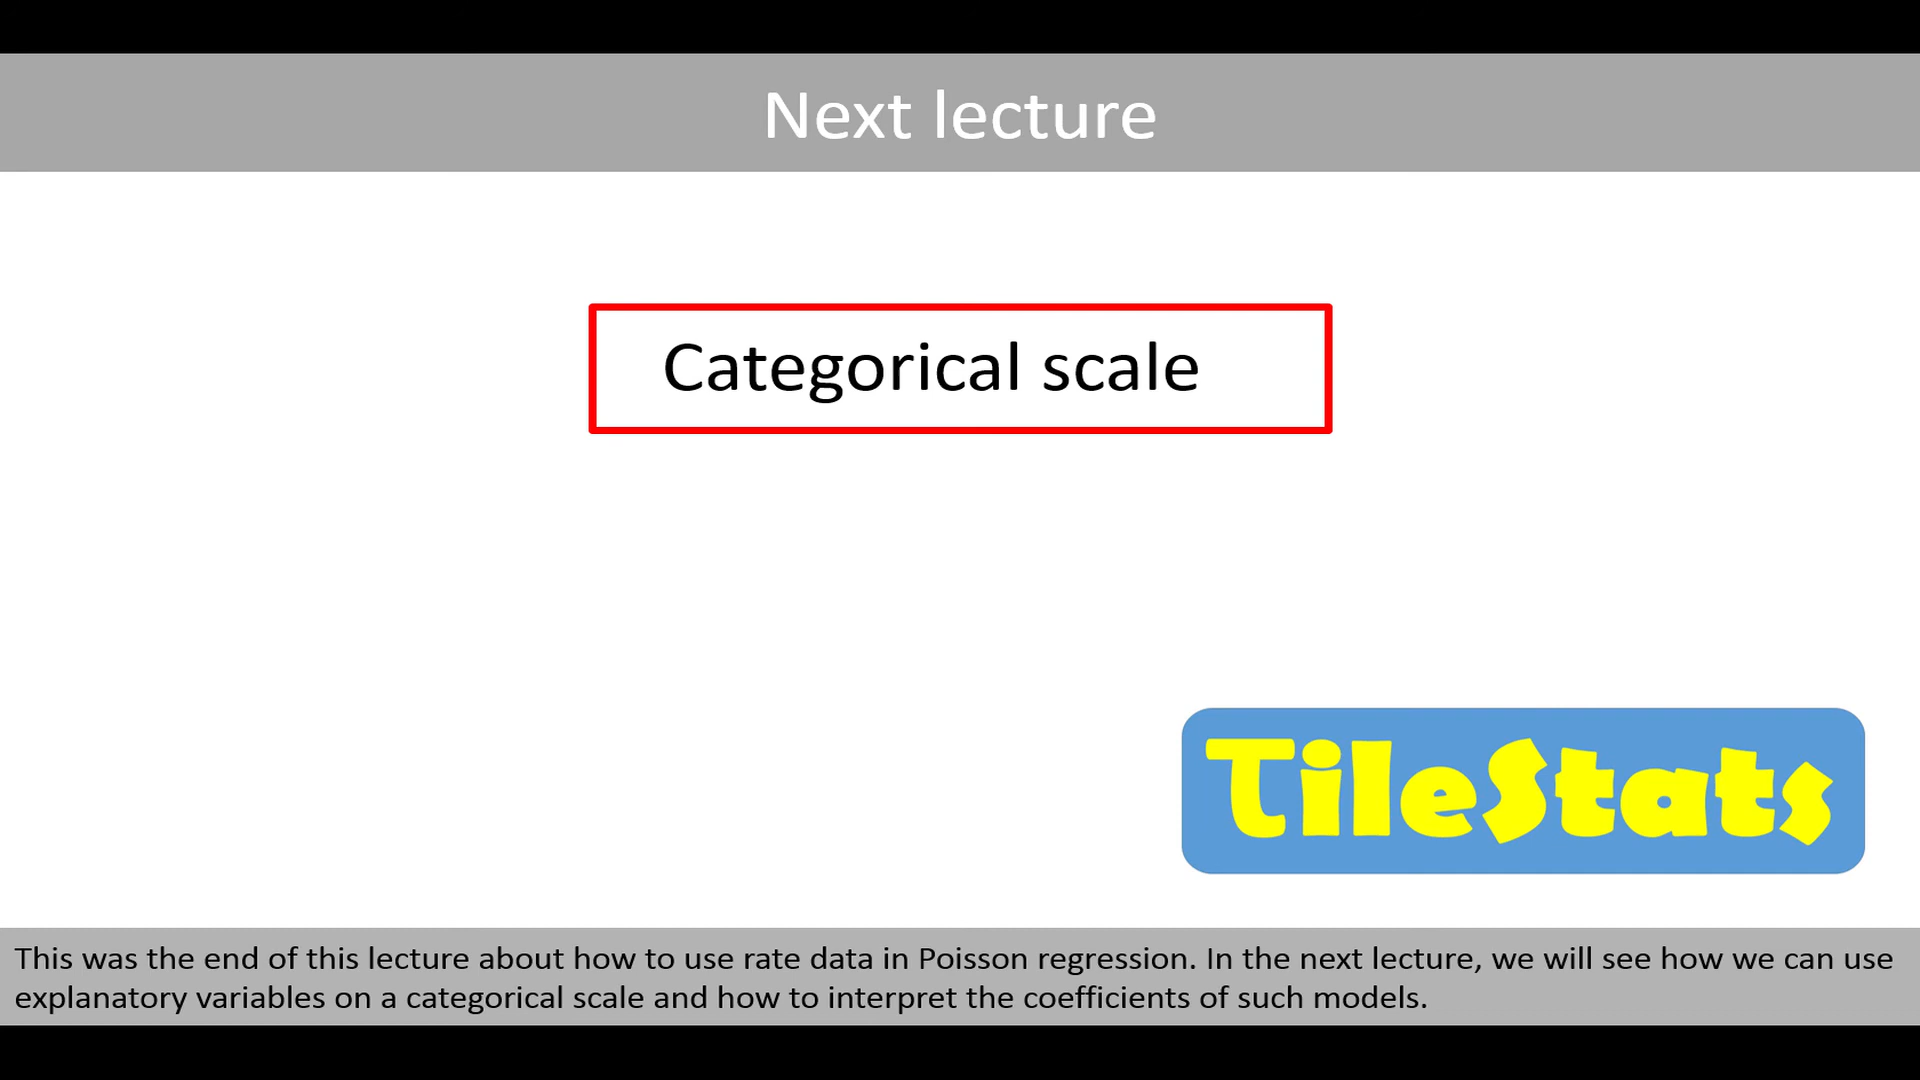 Next lecture
Categorical scale
TileStats
This was the end of this lecture about how to use rate data in Poisson regression. In the next lecture, we will see how we can use
explanatory variables on a categorical scale and how to interpret the coefficients of such models.